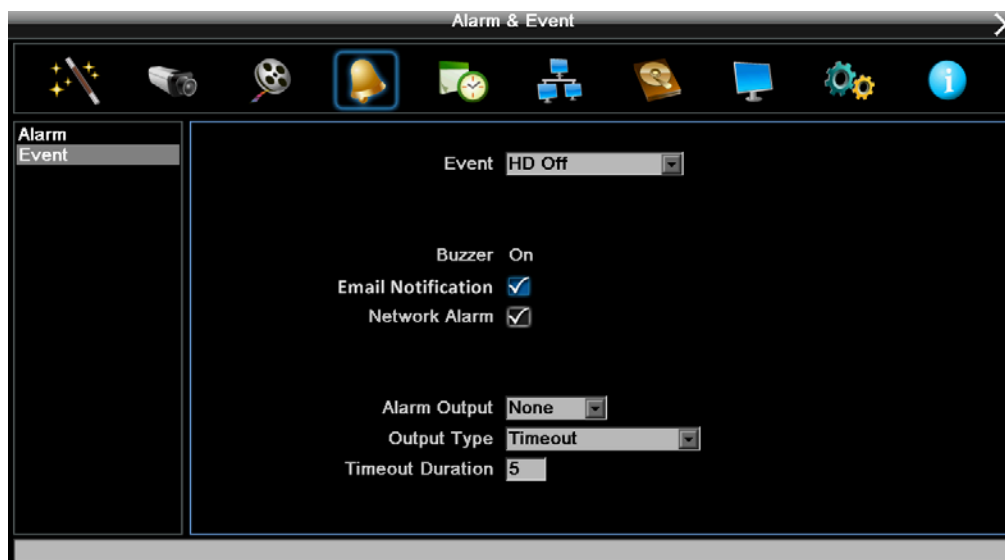 Alarm & Event
Alarm
Event
Event HD Off
Buzzer On
Email Notification
Network Alarm
Alarm Output None
Output Type Timeout
Timeout Duration 5